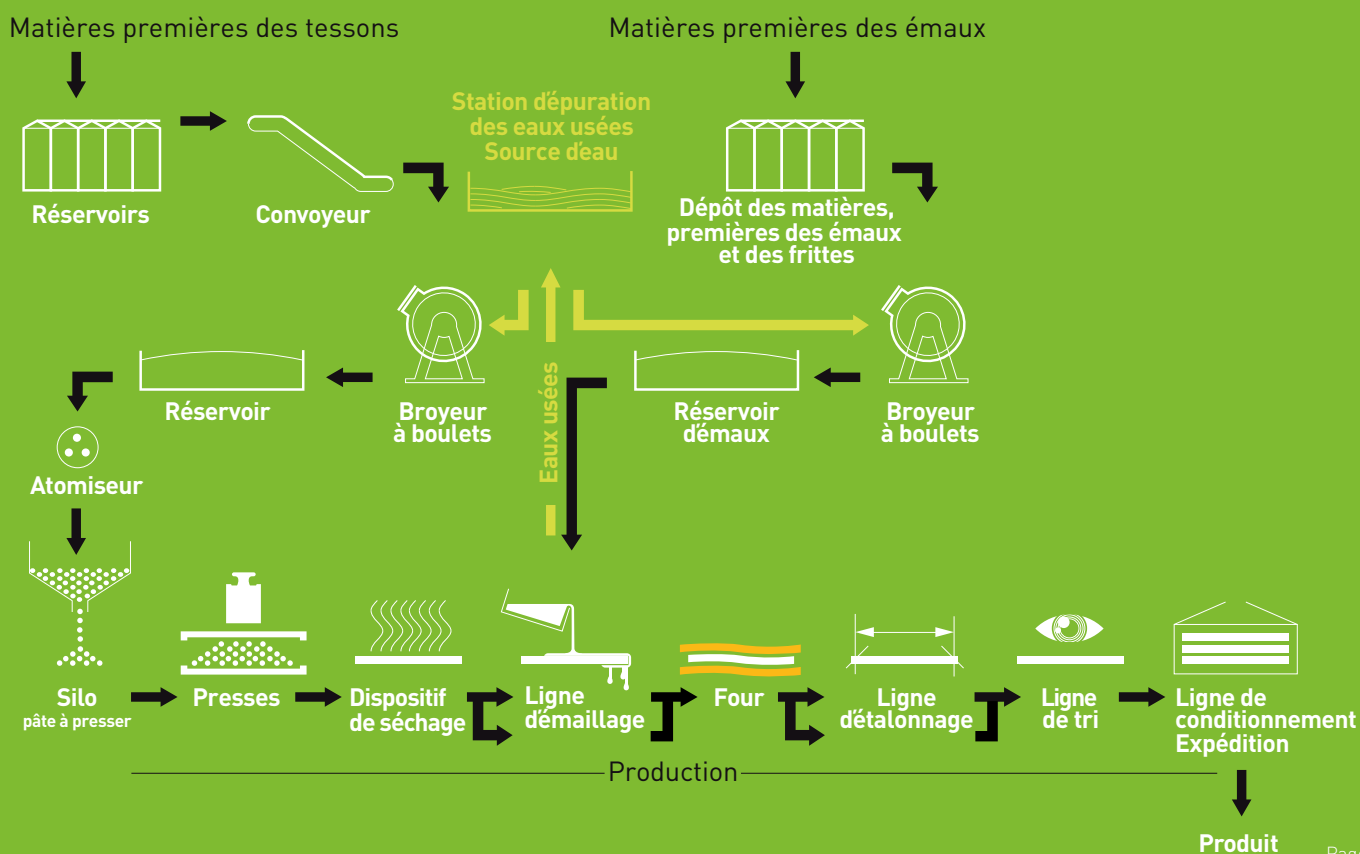 Matières premières des tessons
Matières premières des émaux
Station d'épuration
des eaux usées
Source d'eau
Réservoirs
Convoyeur
Dépôt des matières,
premières des émaux
et des frittes
Eaux usées
Réservoir
Broyeur
à boulets
Réservoir
d'émaux
Broyeur
à boulets
Atomiseur
Silo
pâte à presser
Presses
Dispositif
de séchage
Ligne
d'émaillage
Four
Ligne
d'étalonnage
Ligne
de tri
Ligne de
conditionnement
Expédition
Production
Produit
Page